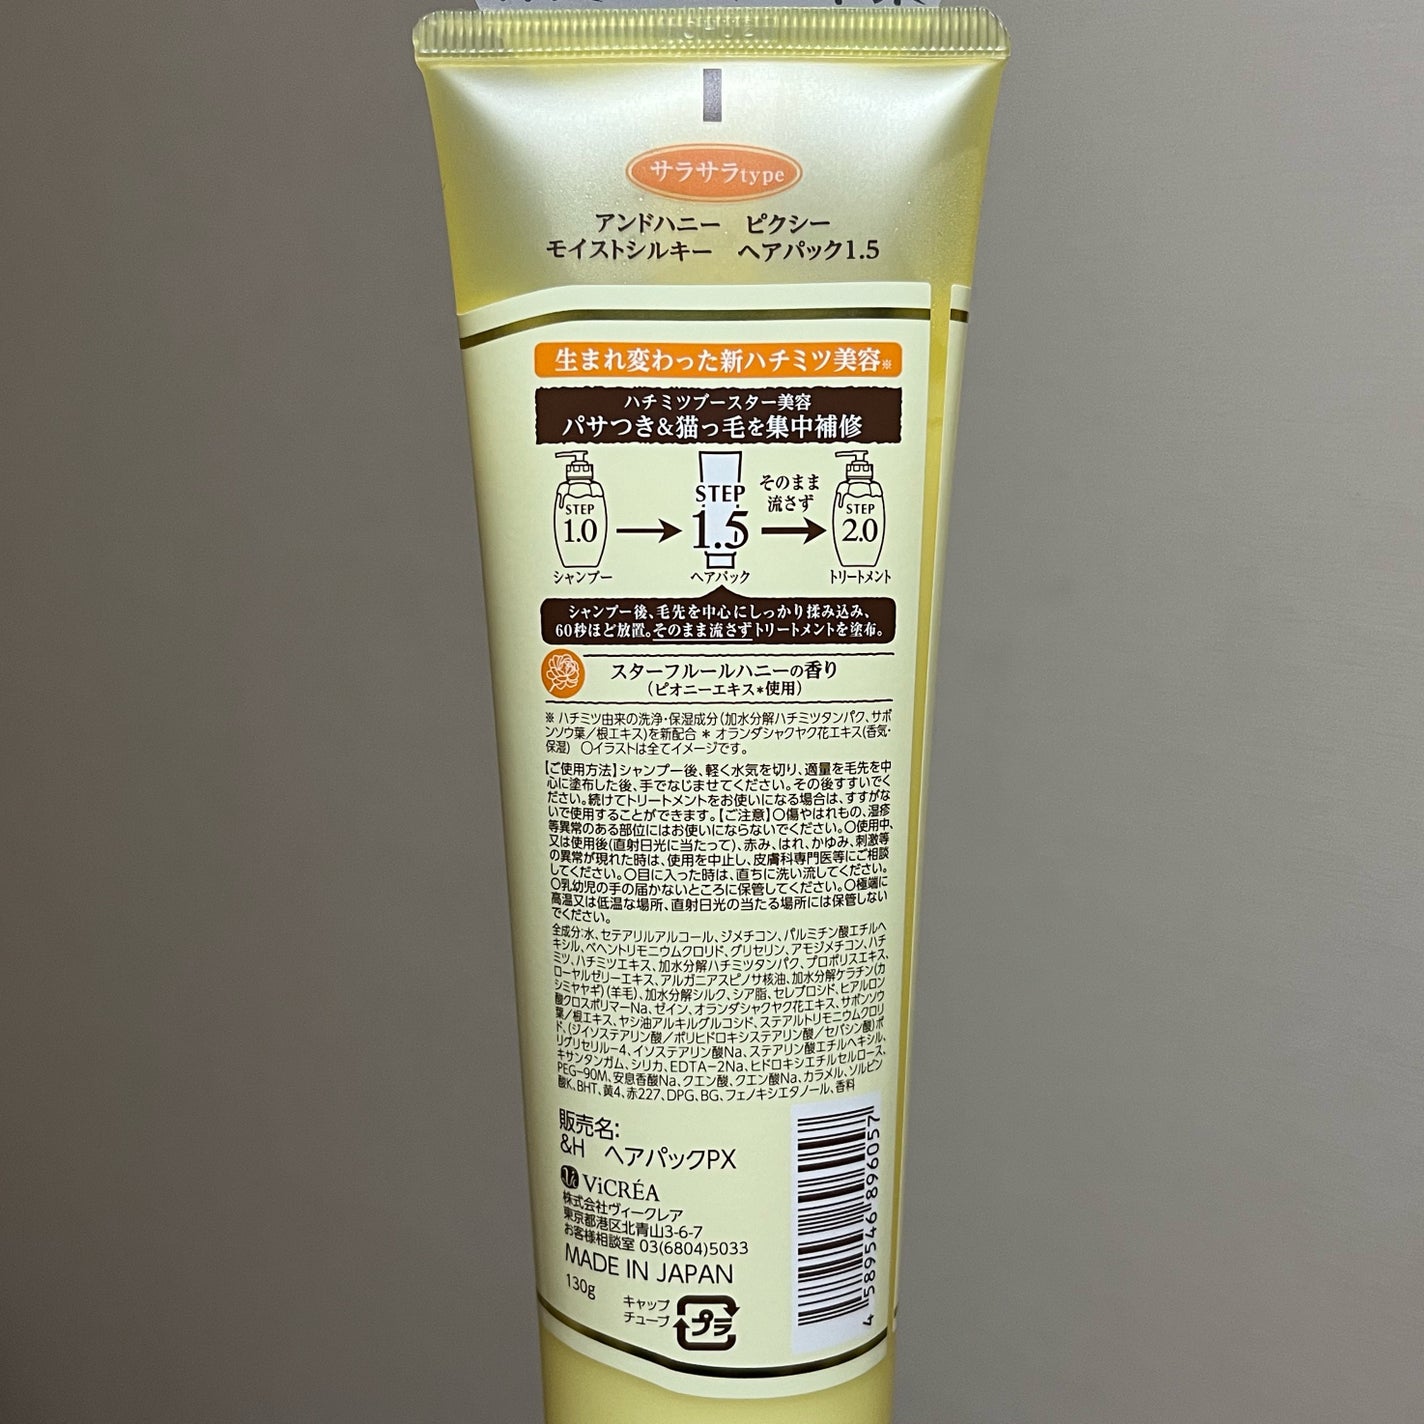 サラサラtype
アンドハニー ピクシー
モイストシルキー ヘアパック1.5
生まれ変わった新ハチミツ美容※
ハチミツブースター美容
パサつき&猫っ毛を集中補修
STEP
1.0
シャンプー
STEP
1.5
ヘアパック
そのまま
流さず
STEP
2.0
トリートメント
シャンプー後、毛先を中心にしっかり揉み込み、
60秒ほど放置。そのまま流さずトリートメントを塗布。
スターフルールハニーの香り
(ピオニーエキス*使用)
※ ハチミツ由来の洗浄・保湿成分(加水分解ハチミツタンパク、サボ
ンソウ葉/根エキス)を新配合 * オランダシャクヤク花エキス(香気・
保湿) ○イラストは全てイメージです。
【ご使用方法】シャンプー後、軽く水気を切り、適量を毛先を中
心に塗布した後、手でなじませてください。その後すすいでく
ださい。続けてトリートメントをお使いになる場合は、すすがな
いで使用することができます。【ご注意】○傷やはれもの、湿疹
等異常のある部位にはお使いにならないでください。○使用中、
又は使用後(直射日光に当たって)、赤み、はれ、かゆみ、刺激等
の異常が現れた時は、使用を中止し、皮膚科専門医等にご相談
してください。○目に入った時は、直ちに洗い流してください。
○乳幼児の手の届かないところに保管してください。○極端に
高温又は低温な場所、直射日光の当たる場所には保管しない
でください。
全成分:水、セテアリルアルコール、ジメチコン、パルミチン酸エチルヘ
キシル、ベヘントリモニウムクロリド、グリセリン、アモジメチコン、ハチ
ミツ、ハチミツエキス、加水分解ハチミツタンパク、プロポリスエキス、
ローヤルゼリーエキス、アルガニアスピノサ核油、加水分解ケラチン(カ
シミヤヤギ)(羊毛)、加水分解シルク、シア脂、セレブロシド、ヒアルロン
酸クロスポリマーNa、ゼイン、オランダシャクヤク花エキス、サボンソウ
葉/根エキス、ヤシ油アルキルグルコシド、ステアルトリモニウムクロリ
ド、(ジイソステアリン酸/ポリヒドロキシステアリン酸/セバシン酸)ポ
リグリセリル-4、イソステアリン酸Na、ステアリン酸エチルヘキシル、
キサンタンガム、シリカ、EDTA-2Na、ヒドロキシエチルセルロース、
PEG-90M、安息香酸Na、クエン酸、クエン酸Na、カラメル、ソルビン
酸K、BHT、黄4、赤227、DPG、BG、フェノキシエタノール、香料
販売名:
&H ヘアパックPX
ViCRÉA
株式会社ヴィークレア
東京都港区北青山3-6-7
お客様相談室 03(6804)5033
MADE IN JAPAN
130g
キャップ
チューブ
プラ
4 589546 896057